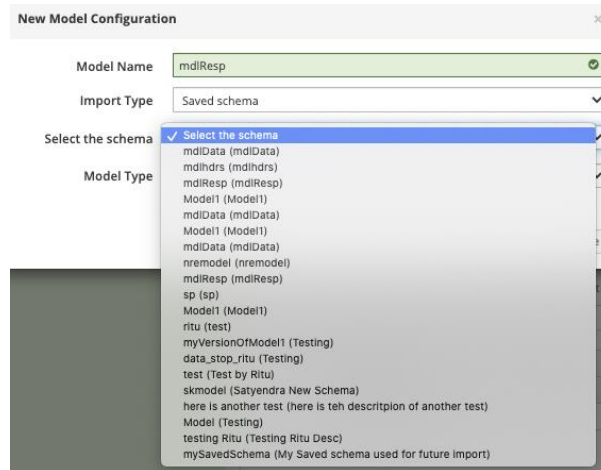 New Model Configuration
Model Name
mdlResp
Import Type
Saved schema
Select the schema
✓ Select the schema
mdlData (mdlData)
mdlhdrs (mdlhdrs)
mdlResp (mdlResp)
Model1 (Model1)
mdlData (mdlData)
Model1 (Model1)
mdlData (mdlData)
nremodel (nremodel)
mdlResp (mdlResp)
sp (sp)
Model1 (Model1)
ritu (test)
myVersionOfModel1 (Testing)
data_stop_ritu (Testing)
test (Test by Ritu)
skmodel (Satyendra New Schema)
here is another test (here is teh descritpion of another test)
Model (Testing)
testing Ritu (Testing Ritu Desc)
mySavedSchema (My Saved schema used for future import)
Model Type